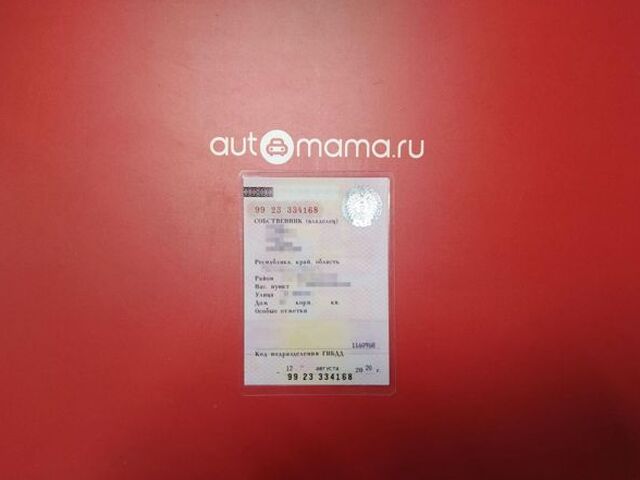 automama.ru
99 23 334168
СОБСТВЕННИК (владелец)
Республика, край, область
Район
Нас. пункт
Улица
Дом корп. кв.
Особые отметки
1160968
Код подразделения ГИБДД
" 12 " августа 20 20 г.
99 23 334168